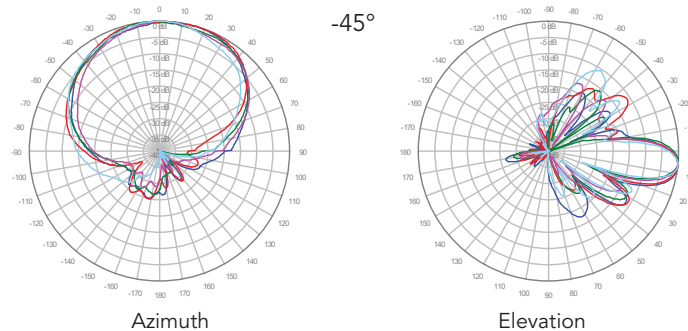 -45°
-10 0 10
-20 20
-30 30
-40 40
-50 50
-60 60
-70 70
-80 80
-90 90
-100 100
-110 110
-120 120
-130 130
-140 140
-150 150
-160 160
-170 180 170
0 dB
-5 dB
-10 dB
-15 dB
-20 dB
-25 dB
-30 dB
Azimuth
-100 -90 -80
-110 -70
-120 -60
-130 -50
-140 -40
-150 -30
-160 -20
-170
180
170
160
150 30
140 40
130 50
120 60
110 70
100 90 80
0 dB
-5 dB
-10 dB
-15 dB
-20 dB
Elevation